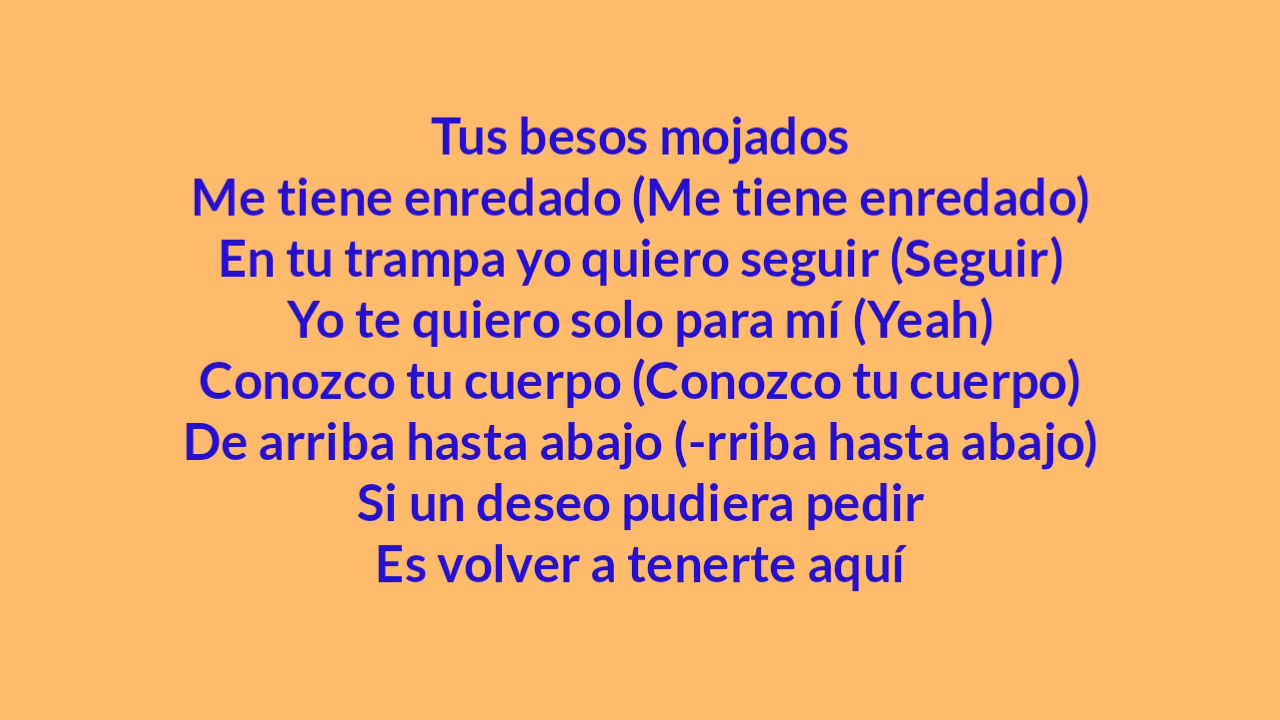 Tus besos mojados
Me tiene enredado (Me tiene enredado)
En tu trampa yo quiero seguir (Seguir)
Yo te quiero solo para mí (Yeah)
Conozco tu cuerpo (Conozco tu cuerpo)
De arriba hasta abajo (-rriba hasta abajo)
Si un deseo pudiera pedir
Es volver a tenerte aquí